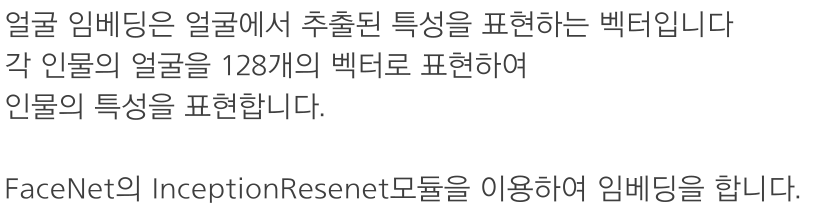 얼굴 임베딩은 얼굴에서 추출된 특성을 표현하는 벡터입니다
각 인물의 얼굴을 128개의 벡터로 표현하여
인물의 특성을 표현합니다.
FaceNet의 InceptionResenet모듈을 이용하여 임베딩을 합니다.